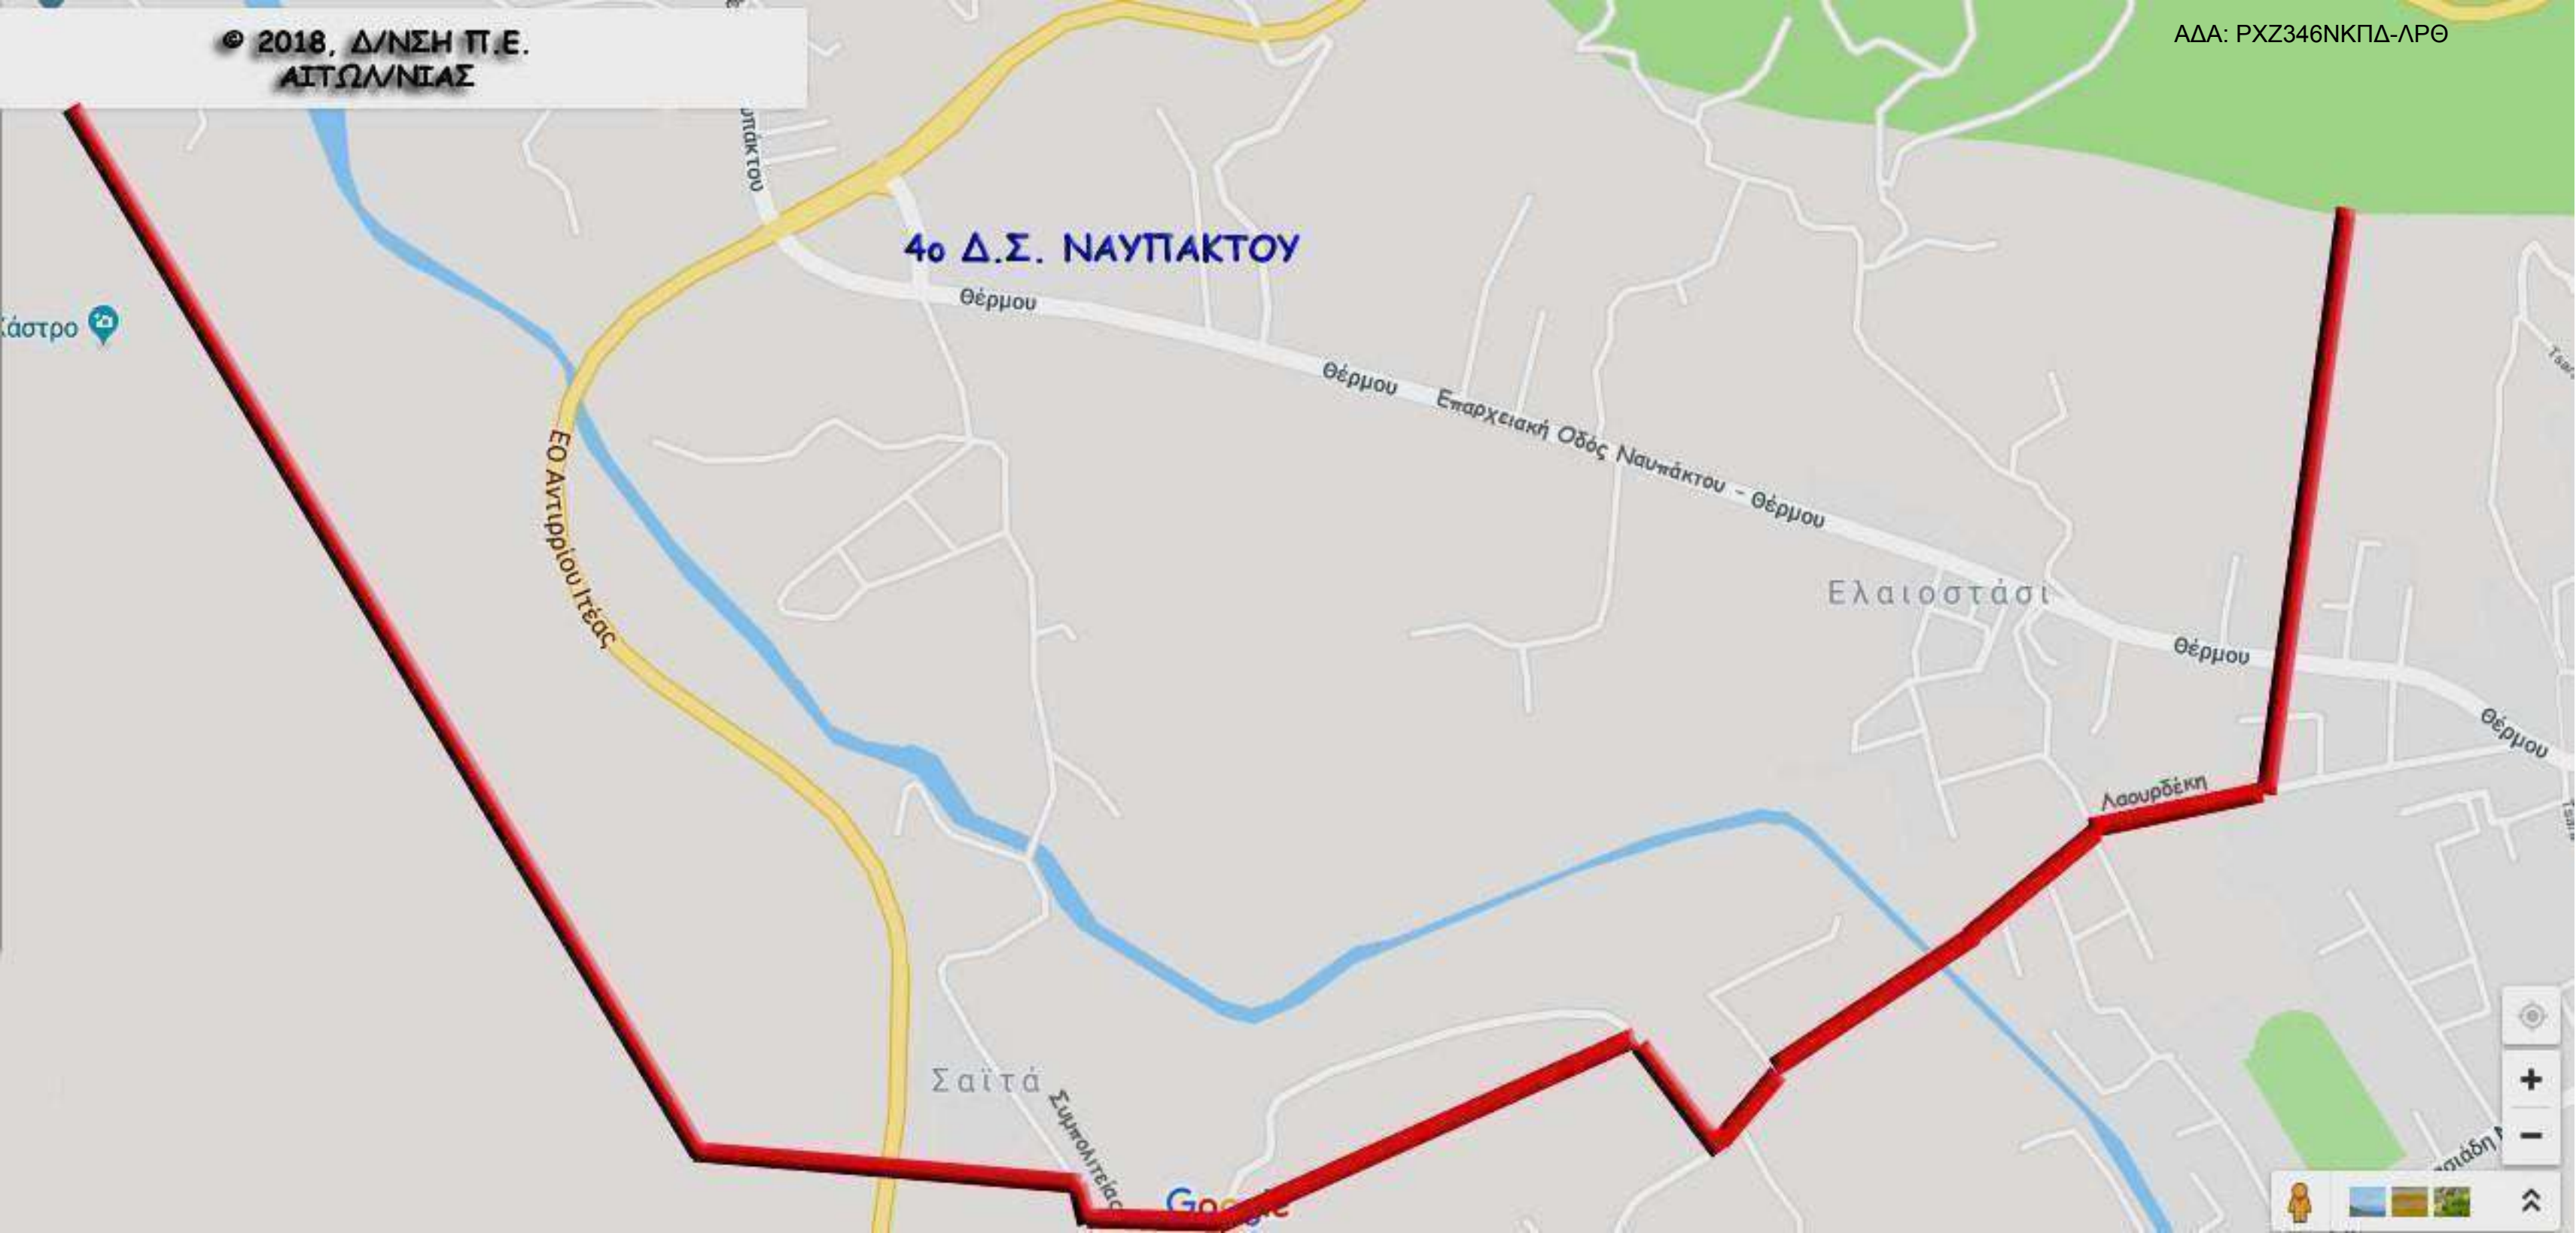 © 2018, Δ/ΝΣΗ Π.Ε.
ΑΙΤΩΛ/ΝΙΑΣ
ΑΔΑ: ΡΧΖ346ΝΚΠΔ-ΛΡΘ
4ο Δ.Σ. ΝΑΥΠΑΚΤΟΥ
Θέρμου
Θέρμου
Επαρχειακή Οδός Ναυπάκτου - Θέρμου
ΕΟ Αντιρρίου Ιτέας
Ελαιοστάσι
Θέρμου
Θέρμου
Λαουρδέκη
Σαϊτά
Συμπολιτείας
Google